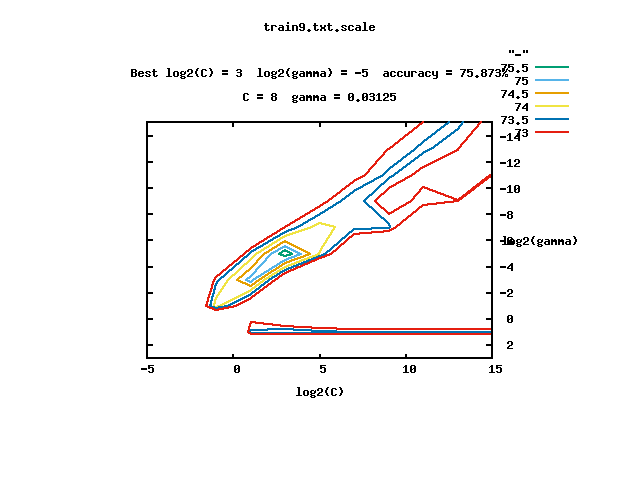 train9.txt.scale
"-"
Best log2(C) = 3  log2(gamma) = -5  accuracy = 75.873%
75.5
75
C = 8  gamma = 0.03125
74.5
74
73.5
73
-14
-12
-10
-8
-6
log2(gamma)
-4
-2
0
2
-5 0 5 10 15
log2(C)